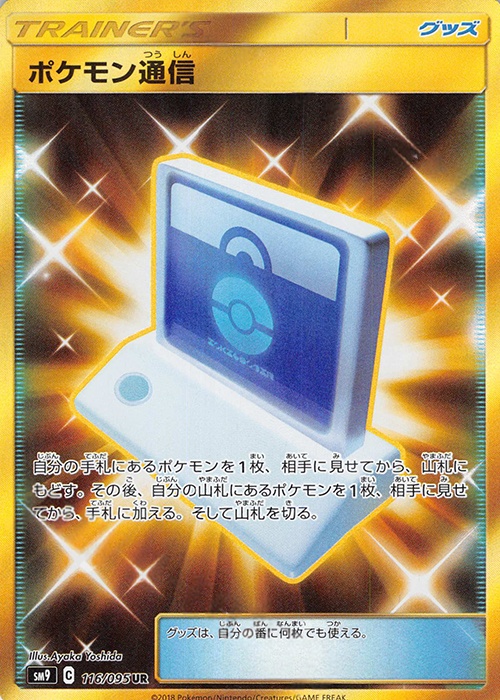 TRAINER'S
グッズ
ポケモン通信
自分の手札にあるポケモンを1枚、相手に見せてから、山札に
もどす。その後、自分の山札にあるポケモンを1枚、相手に見せ
てから、手札に加える。そして山札を切る。
グッズは、自分の番に何枚でも使える。
Illus. Ayaka Yoshida
SM9 C 116/095 UR
©2018 Pokémon/Nintendo/Creatures/GAME FREAK